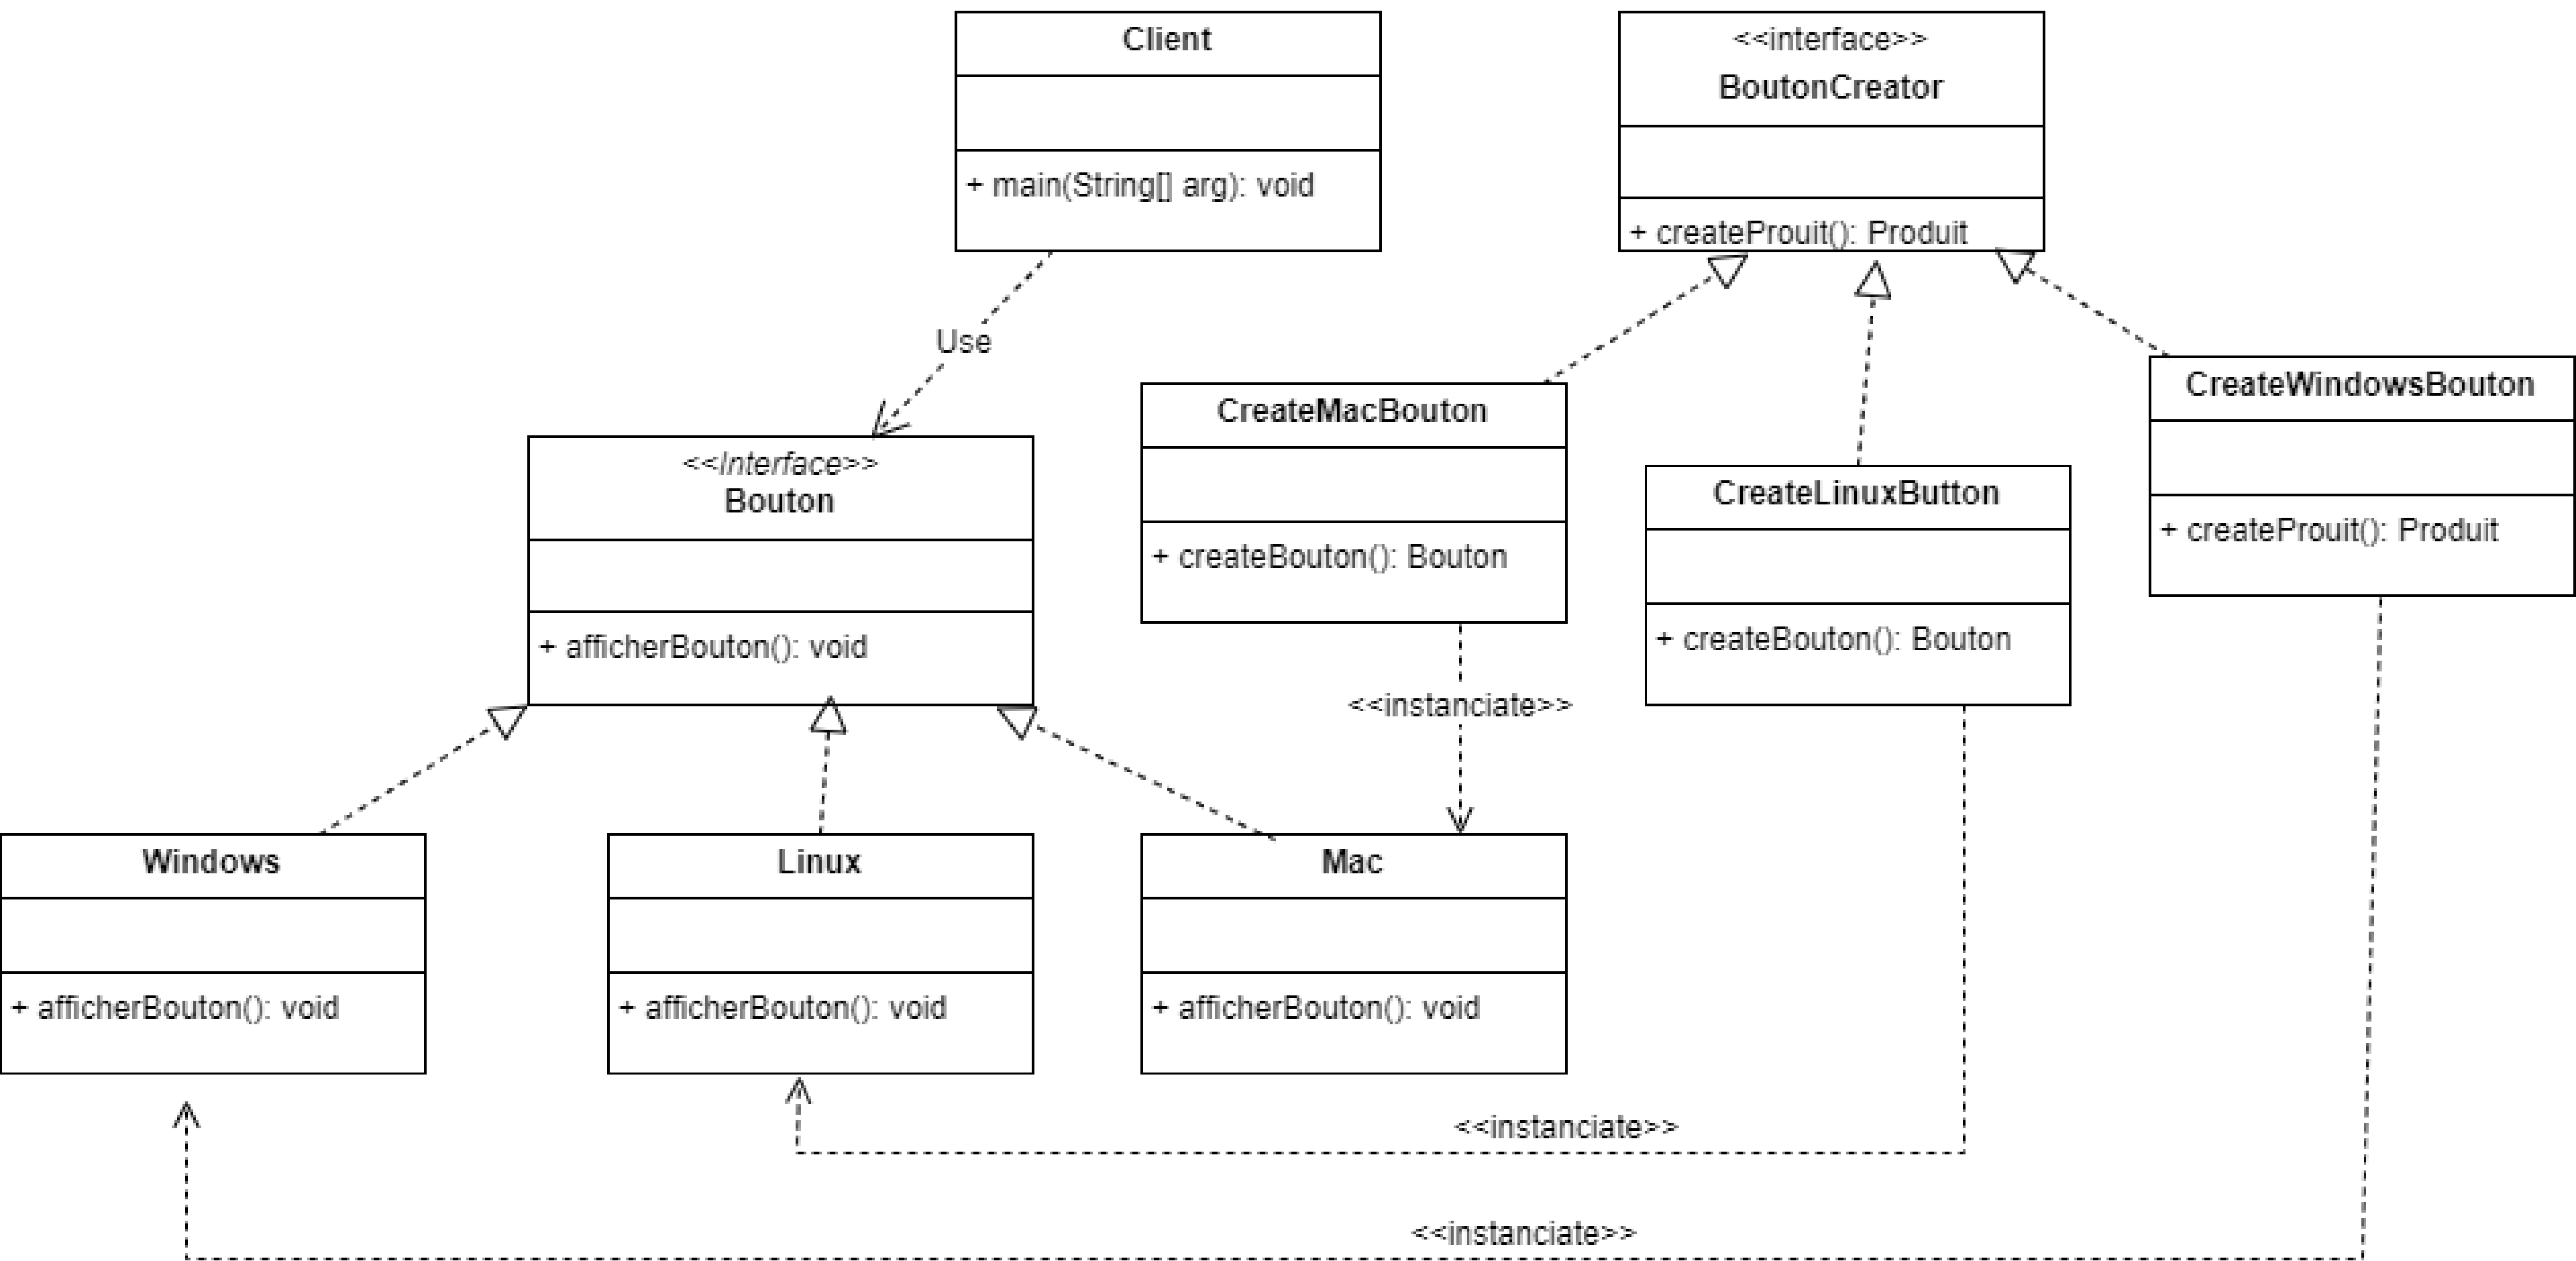 Client
+ main(String[] arg): void
<<interface>>
BoutonCreator
+ createProuit(): Produit
Use
<<Interface>>
Bouton
+ afficherBouton(): void
CreateMacBouton
+ createBouton(): Bouton
CreateLinuxButton
+ createBouton(): Bouton
CreateWindowsBouton
+ createProuit(): Produit
<<instanciate>>
Windows
+ afficherBouton(): void
Linux
+ afficherBouton(): void
Mac
+ afficherBouton(): void
<<instanciate>>
<<instanciate>>